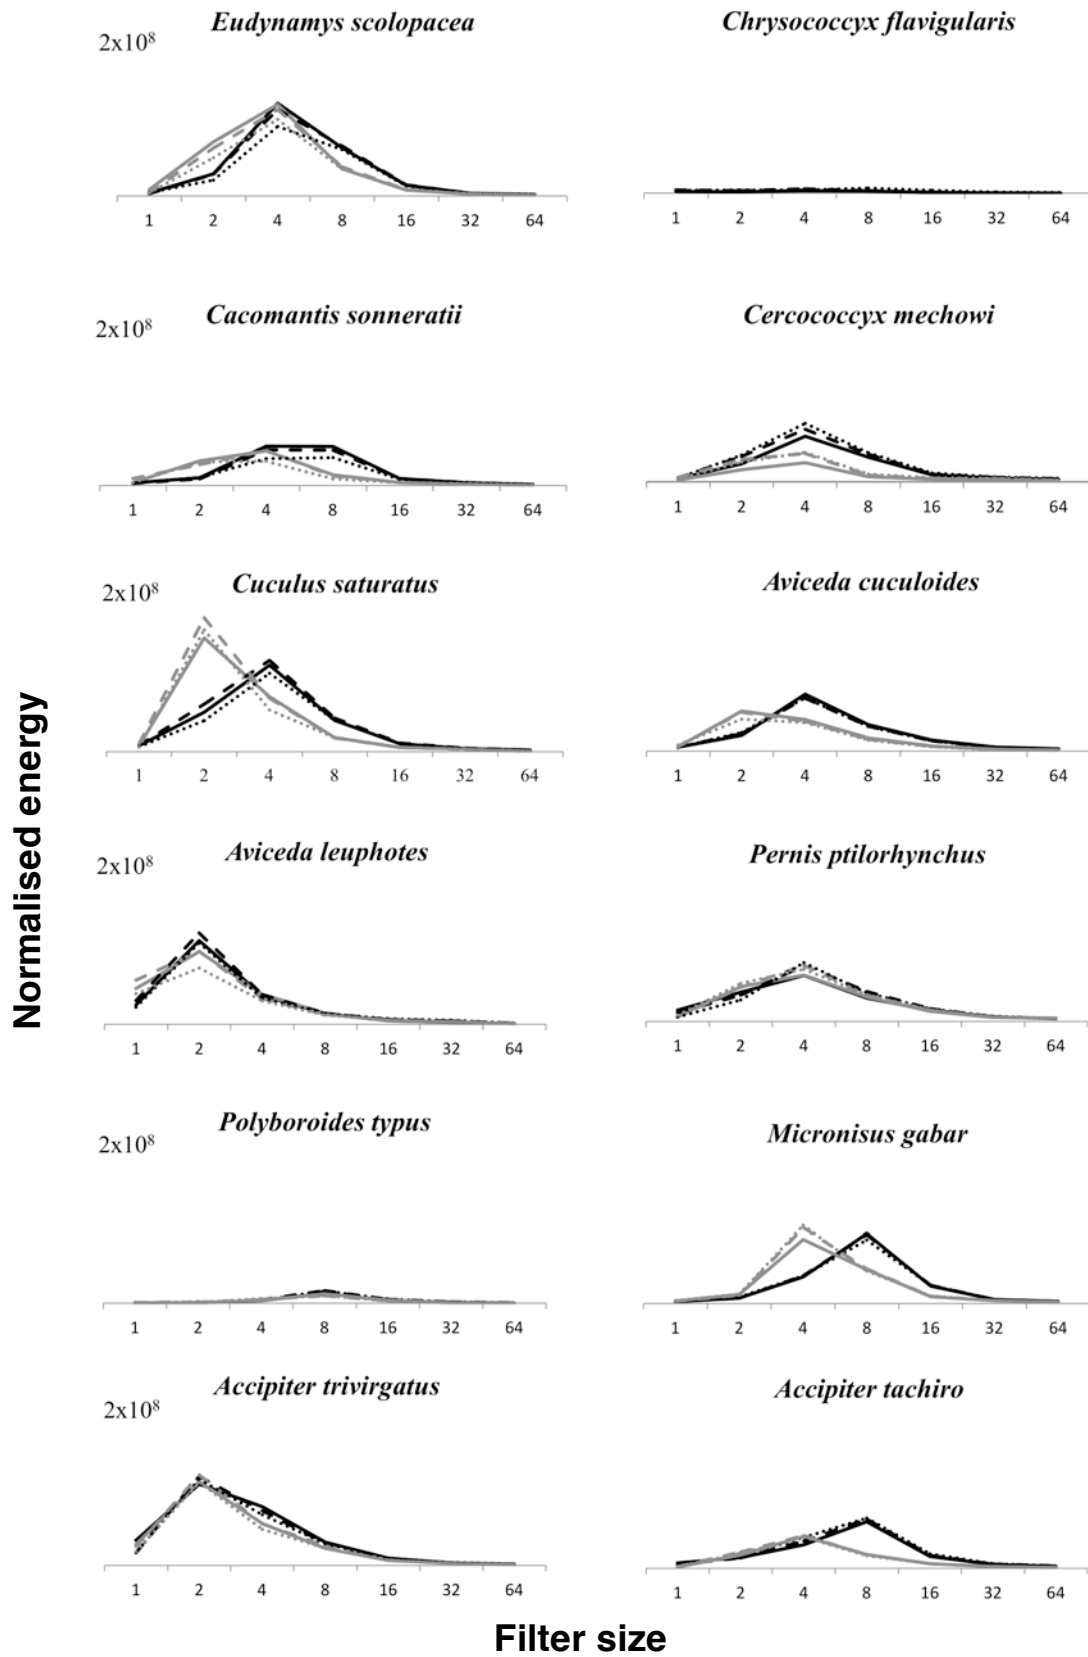 Eudynamys scolopacea
Chrysococcyx flavigularis
2x10⁸
1 2 4 8 16 32 64
1 2 4 8 16 32 64
Cacomantis sonneratii
Cercococcyx mechowi
2x10⁸
1 2 4 8 16 32 64
1 2 4 8 16 32 64
Cuculus saturatus
Aviceda cuculoides
2x10⁸
1 2 4 8 16 32 64
1 2 4 8 16 32 64
Normalised energy
Aviceda leuphotes
Pernis ptilorhynchus
2x10⁸
1 2 4 8 16 32 64
1 2 4 8 16 32 64
Polyboroides typus
Micronisus gabar
2x10⁸
1 2 4 8 16 32 64
1 2 4 8 16 32 64
Accipiter trivirgatus
Accipiter tachiro
2x10⁸
1 2 4 8 16 32 64
1 2 4 8 16 32 64
Filter size